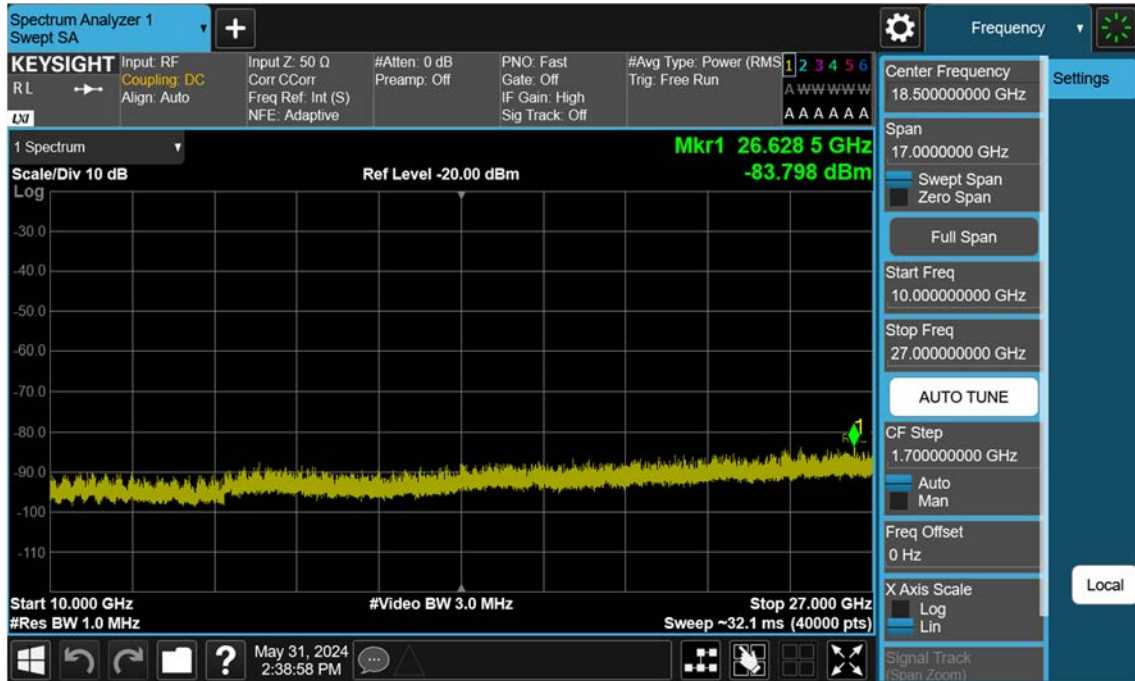 Spectrum Analyzer 1
Swept SA
Frequency
KEYSIGHT
R L
LXI
Input: RF
Coupling: DC
Align: Auto
Input Z: 50 Ω
Corr CCorr
Freq Ref: Int (S)
NFE: Adaptive
#Atten: 0 dB
Preamp: Off
PNO: Fast
Gate: Off
IF Gain: High
Sig Track: Off
#Avg Type: Power (RMS
Trig: Free Run
1 2 3 4 5 6
A W W W W W
A A A A A A
1 Spectrum
Mkr1 26.628 5 GHz
Scale/Div 10 dB
Ref Level -20.00 dBm
-83.798 dBm
Log
-30.0
-40.0
-50.0
-60.0
-70.0
-80.0
-90.0
-100
-110
1
Start 10.000 GHz
#Video BW 3.0 MHz
Stop 27.000 GHz
#Res BW 1.0 MHz
Sweep ~32.1 ms (40000 pts)
Center Frequency
18.500000000 GHz
Settings
Span
17.0000000 GHz
Swept Span
Zero Span
Full Span
Start Freq
10.000000000 GHz
Stop Freq
27.000000000 GHz
AUTO TUNE
CF Step
1.700000000 GHz
Auto
Man
Freq Offset
0 Hz
X Axis Scale
Log
Lin
Local
Signal Track
(Span Zoom)
?
May 31, 2024
2:38:58 PM